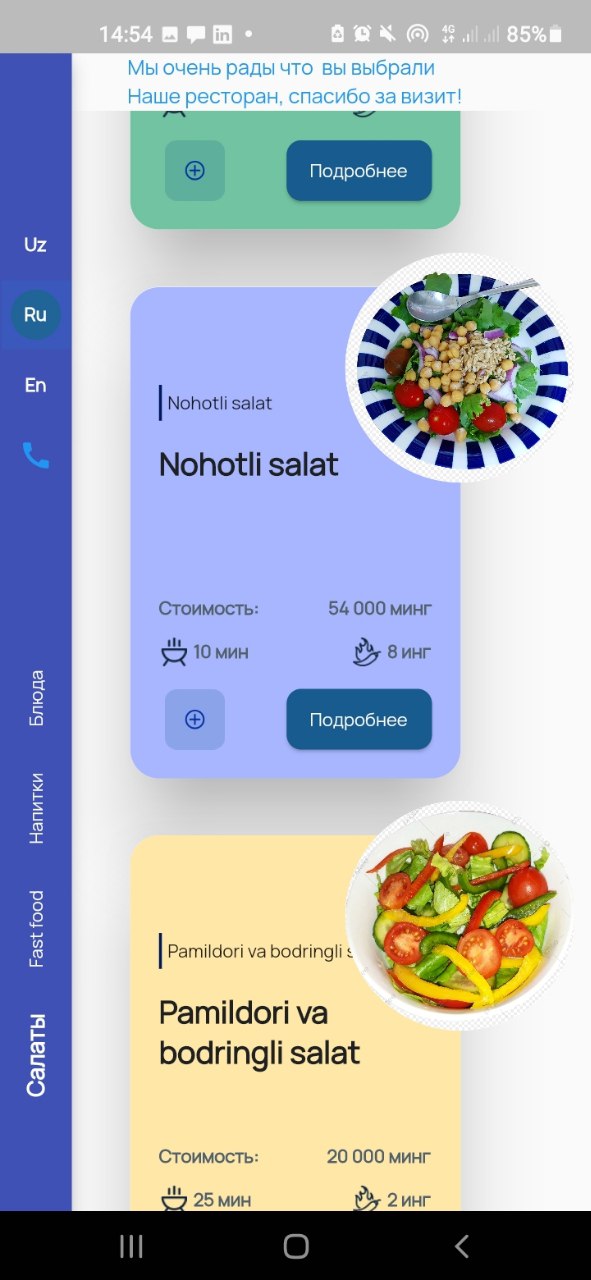 14:54
4G
85%
Мы очень рады что вы выбрали
Наше ресторан, спасибо за визит!
Подробнее
Uz
Ru
En
Nohotli salat
Nohotli salat
Стоимость: 54 000 минг
10 мин 8 инг
Подробнее
Блюда
Напитки
Fast food
Салаты
Pamildori va bodringli
Pamildori va
bodringli salat
Стоимость: 20 000 минг
25 мин 2 инг